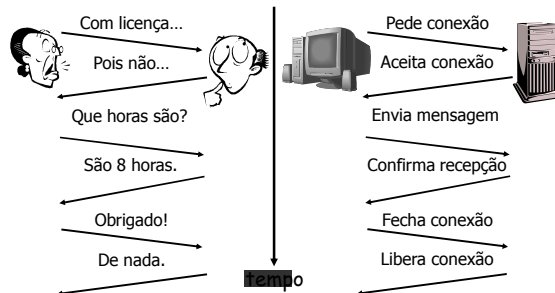 Com licença...
Pois não...
Que horas são?
São 8 horas.
Obrigado!
De nada.
tempo
Pede conexão
Aceita conexão
Envia mensagem
Confirma recepção
Fecha conexão
Libera conexão